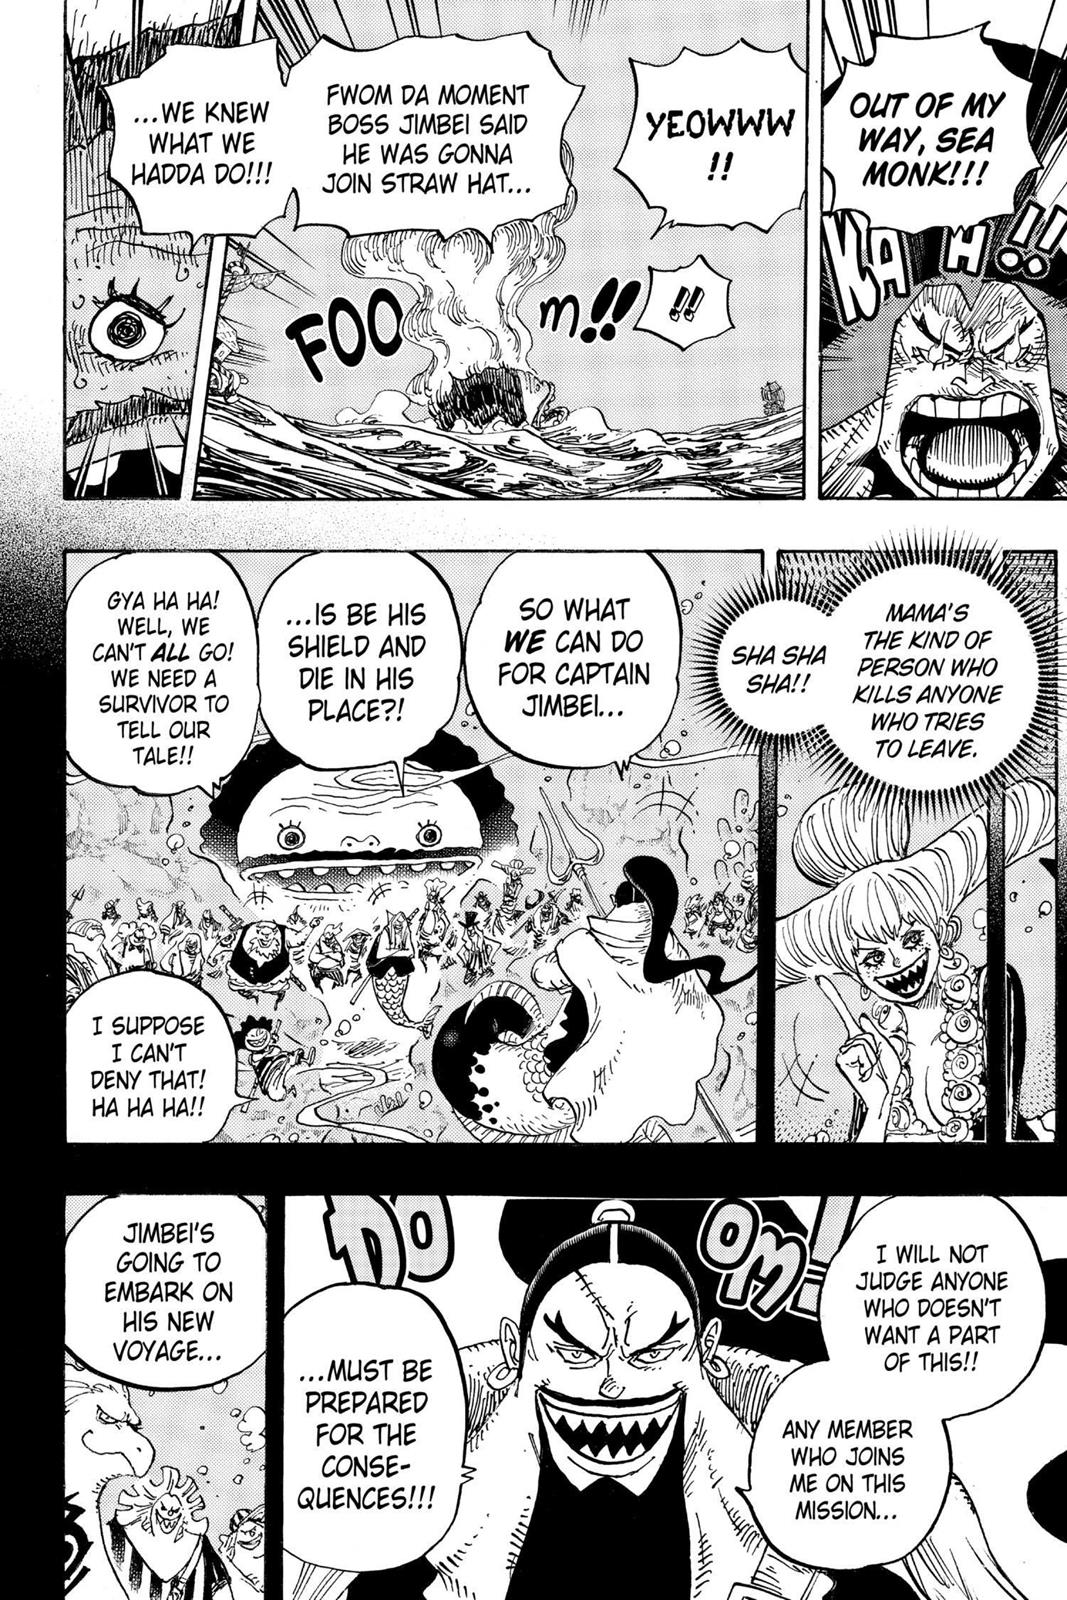 OUT OF MY
WAY, SEA
MONK!!!
KAH!!
YEOWWW
!!
!!
FOOM!!
FWOM DA MOMENT
BOSS JIMBEI SAID
HE WAS GONNA
JOIN STRAW HAT...
...WE KNEW
WHAT WE
HADDA DO!!!
MAMA'S
THE KIND OF
PERSON WHO
KILLS ANYONE
WHO TRIES
TO LEAVE.
SHA SHA
SHA!!
SO WHAT
WE CAN DO
FOR CAPTAIN
JIMBEI...
...IS BE HIS
SHIELD AND
DIE IN HIS
PLACE?!
GYA HA HA!
WELL, WE
CAN'T ALL GO!
WE NEED A
SURVIVOR TO
TELL OUR
TALE!!
I SUPPOSE
I CAN'T
DENY THAT!
HA HA HA!!
I WILL NOT
JUDGE ANYONE
WHO DOESN'T
WANT A PART
OF THIS!!
ANY MEMBER
WHO JOINS
ME ON THIS
MISSION...
DOOM!!
...MUST BE
PREPARED
FOR THE
CONSE-
QUENCES!!!
JIMBEI'S
GOING TO
EMBARK ON
HIS NEW
VOYAGE...